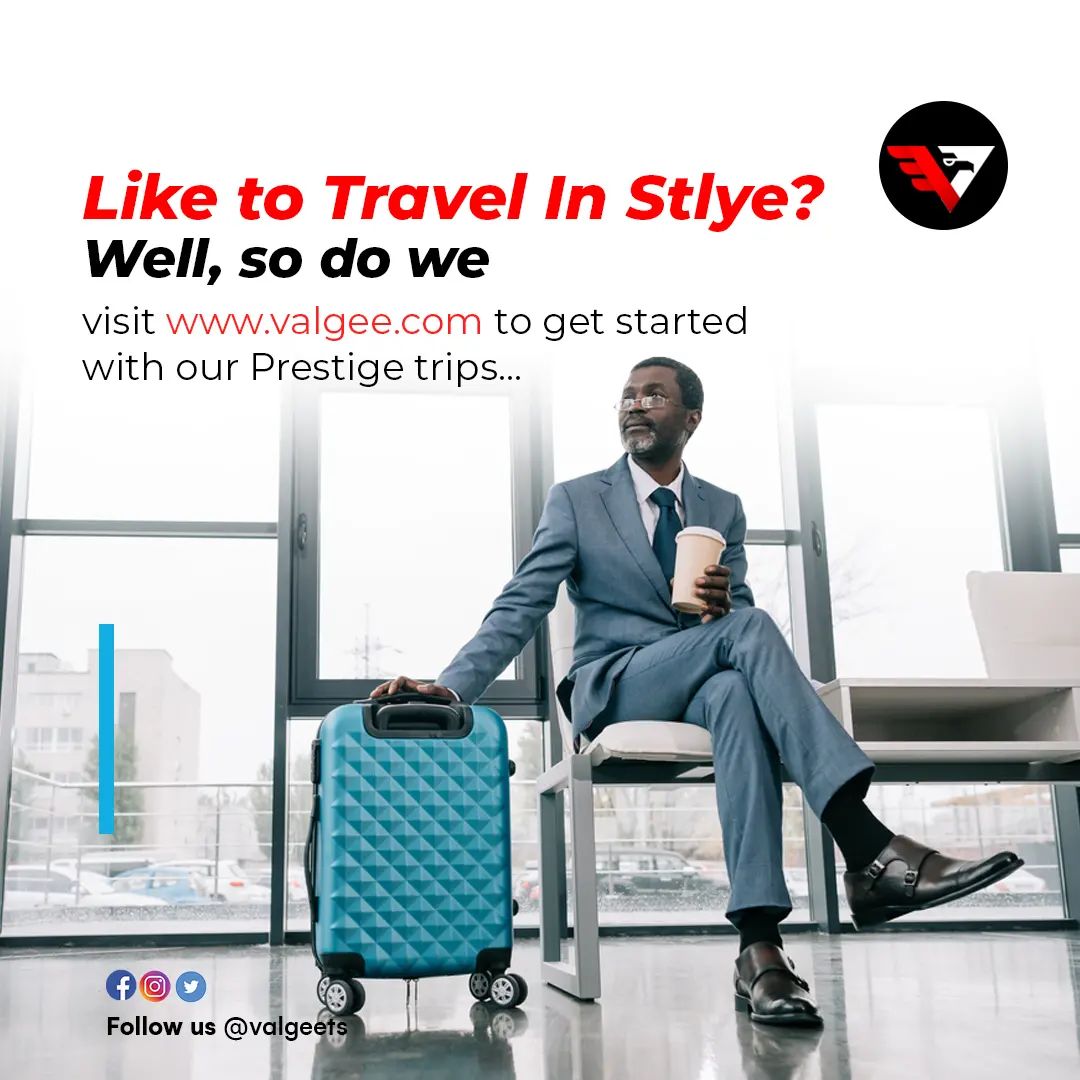 Like to Travel In Stlye?
Well, so do we
visit www.valgee.com to get started
with our Prestige trips...
Follow us @valgeets